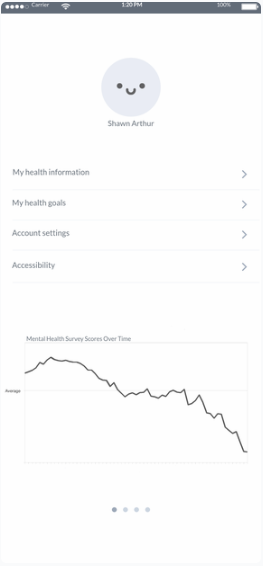 Carrier 1:20 PM 100%
Shawn Arthur
My health information
My health goals
Account settings
Accessibility
Mental Health Survey Scores Over Time
Average